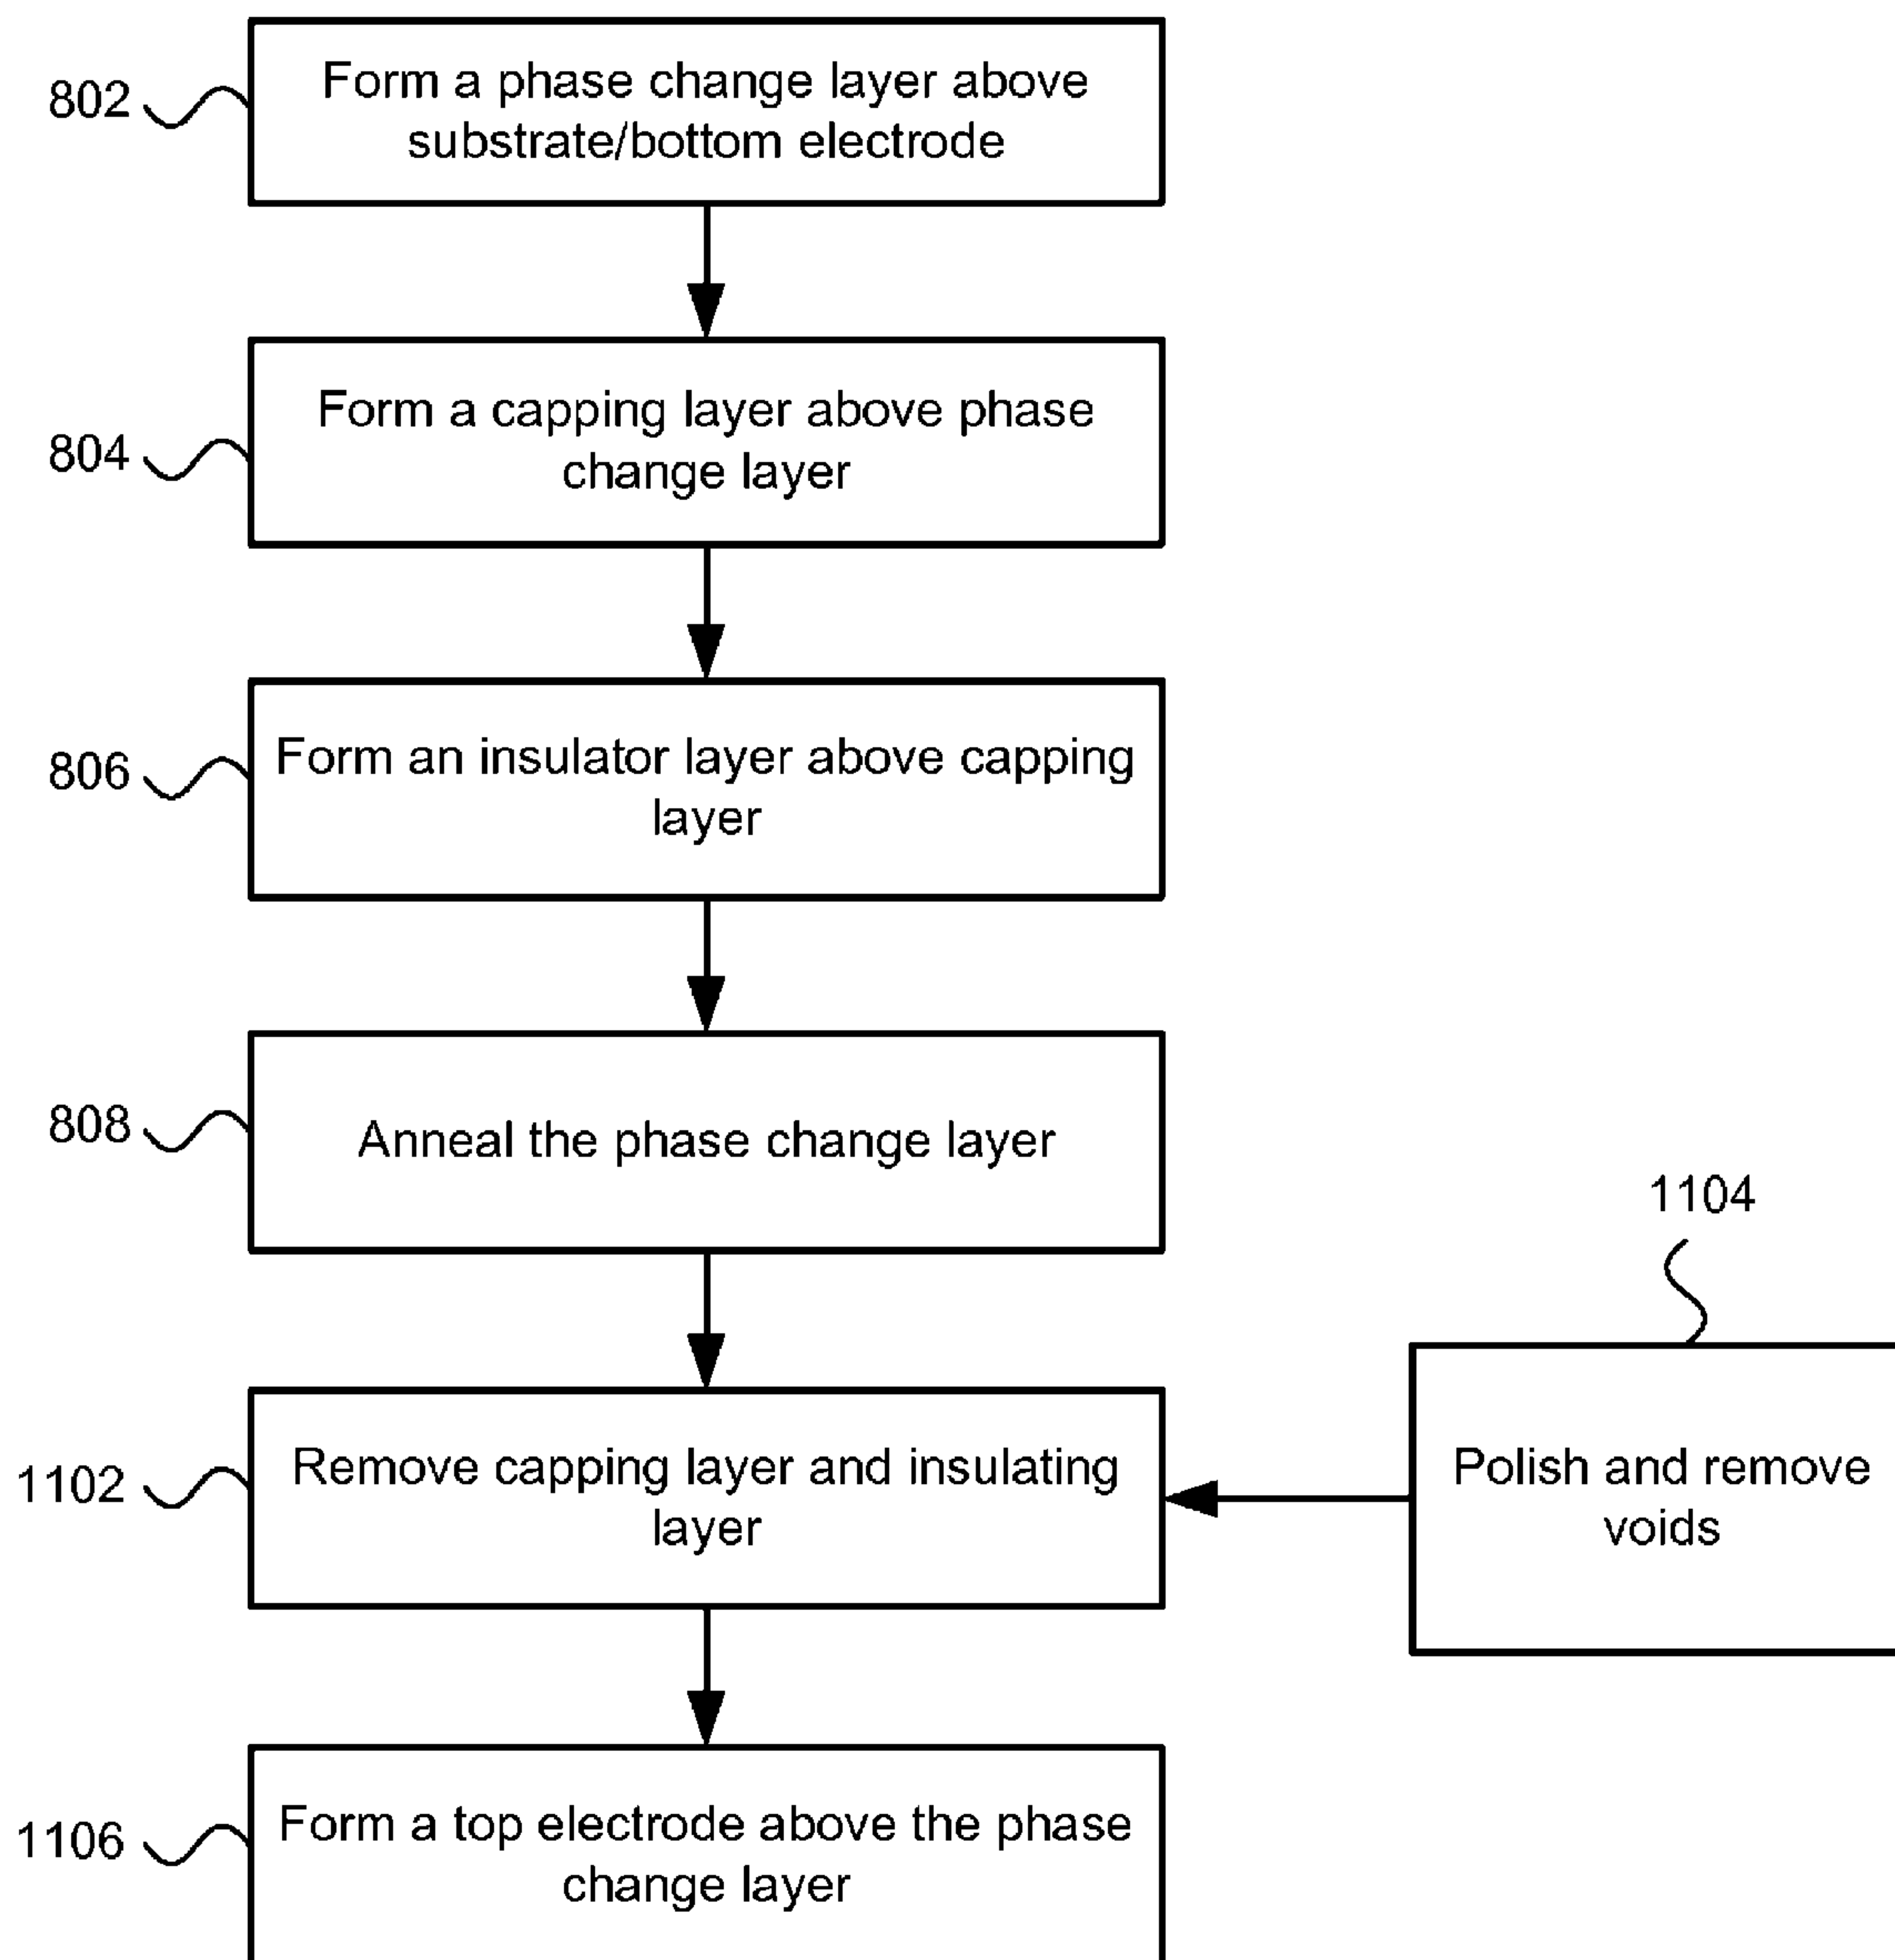 802
Form a phase change layer above
substrate/bottom electrode
804
Form a capping layer above phase
change layer
806
Form an insulator layer above capping
layer
808
Anneal the phase change layer
1104
1102
Remove capping layer and insulating
layer
Polish and remove
voids
1106
Form a top electrode above the phase
change layer